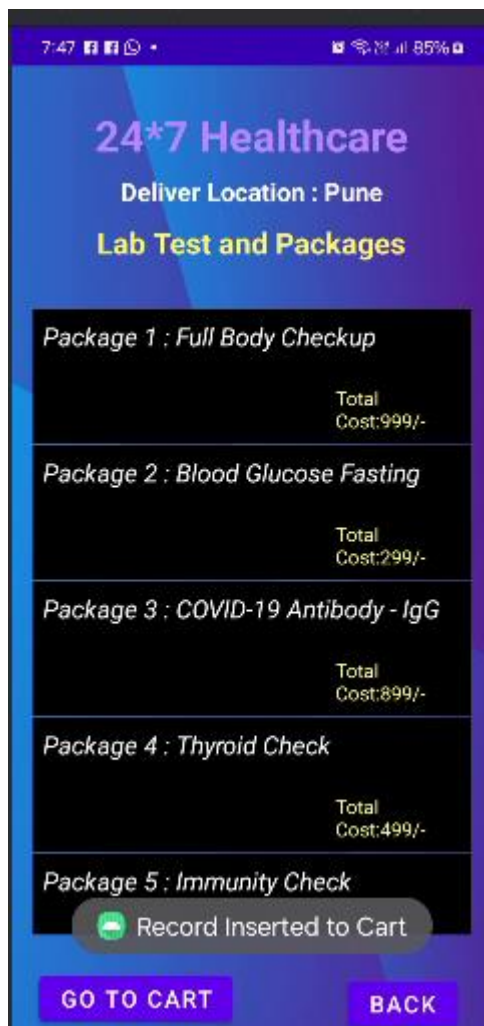 7:47 85%
24*7 Healthcare
Deliver Location : Pune
Lab Test and Packages
Package 1 : Full Body Checkup
Total
Cost:999/-
Package 2 : Blood Glucose Fasting
Total
Cost:299/-
Package 3 : COVID-19 Antibody - IgG
Total
Cost:899/-
Package 4 : Thyroid Check
Total
Cost:499/-
Package 5 : Immunity Check
Record Inserted to Cart
GO TO CART BACK